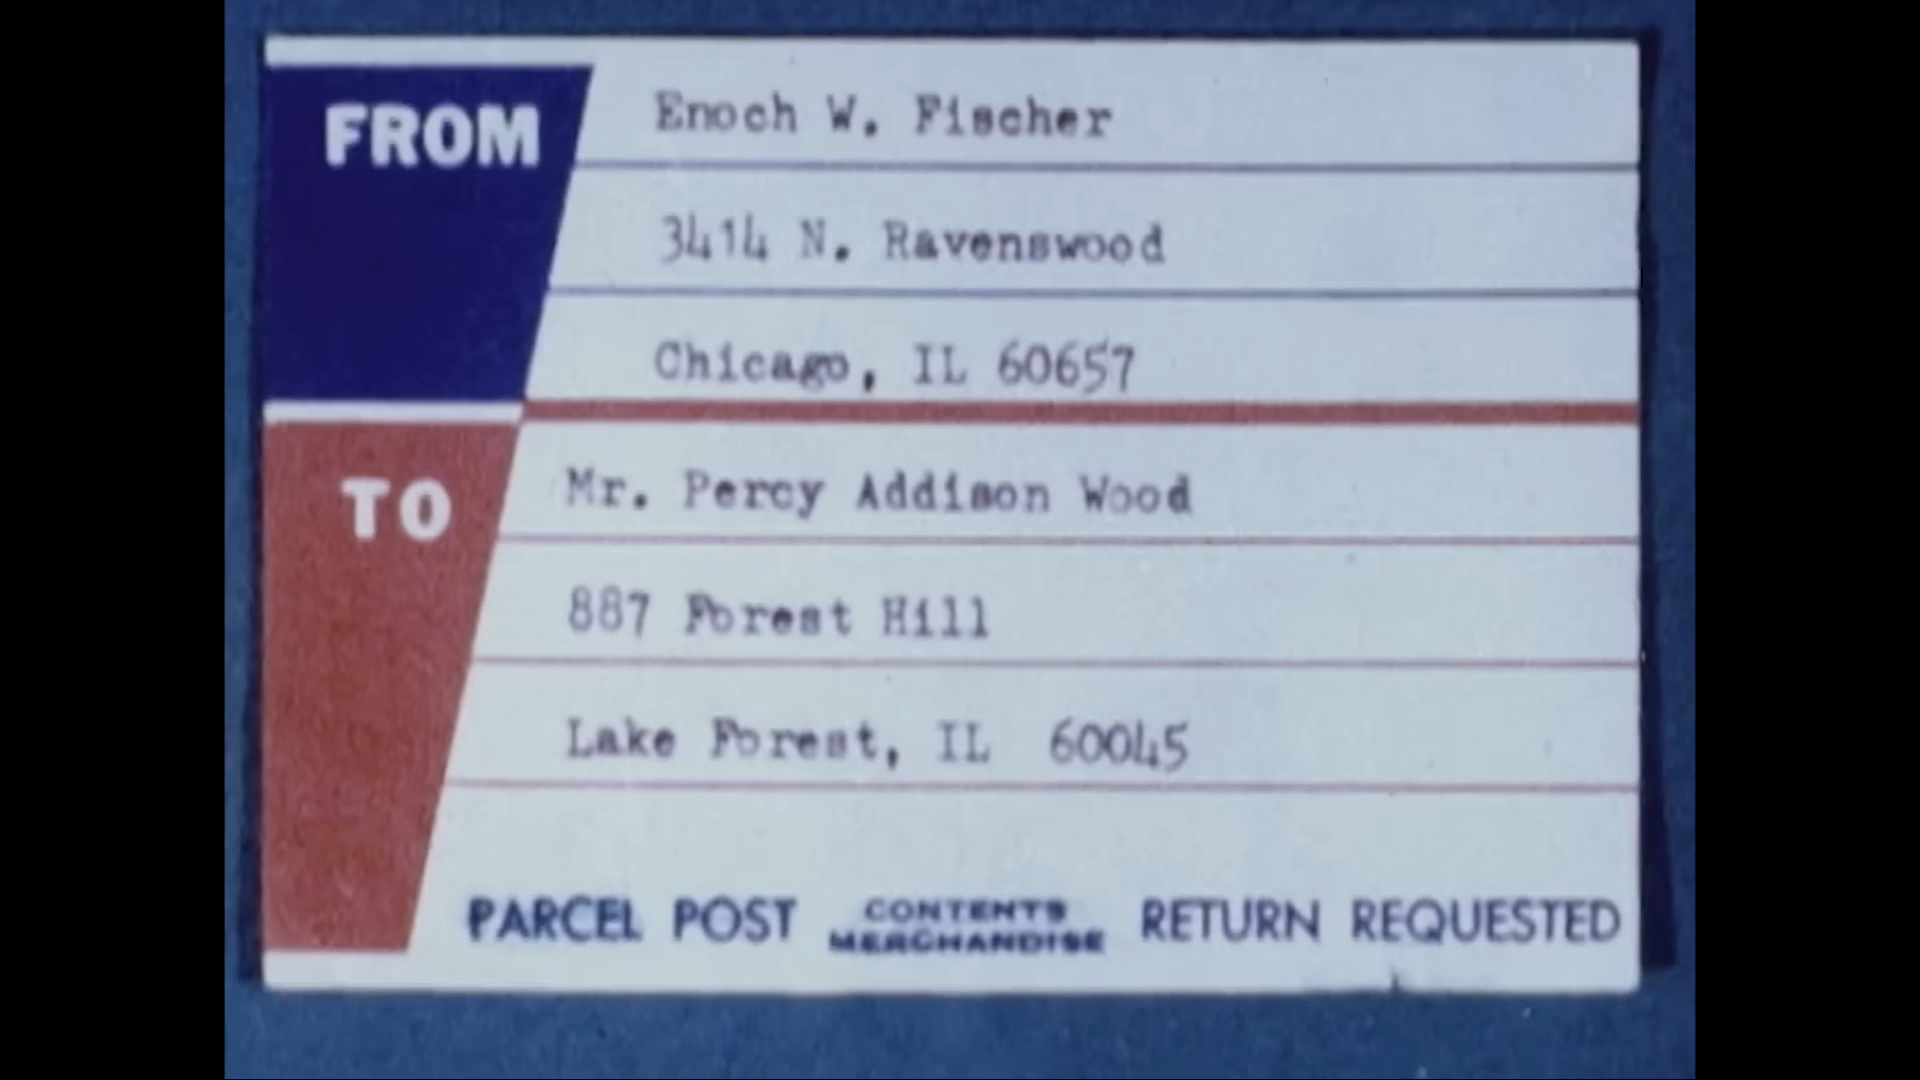 FROM
Enoch W. Fischer
3414 N. Ravenswood
Chicago, IL 60657
TO
Mr. Percy Addison Wood
887 Forest Hill
Lake Forest, IL 60045
PARCEL POST CONTENTS MERCHANDISE RETURN REQUESTED